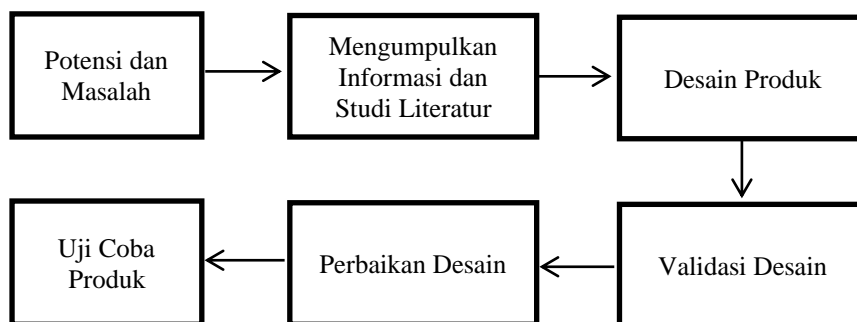 Potensi dan
Masalah
Mengumpulkan
Informasi dan
Studi Literatur
Desain Produk
Validasi Desain
Perbaikan Desain
Uji Coba
Produk